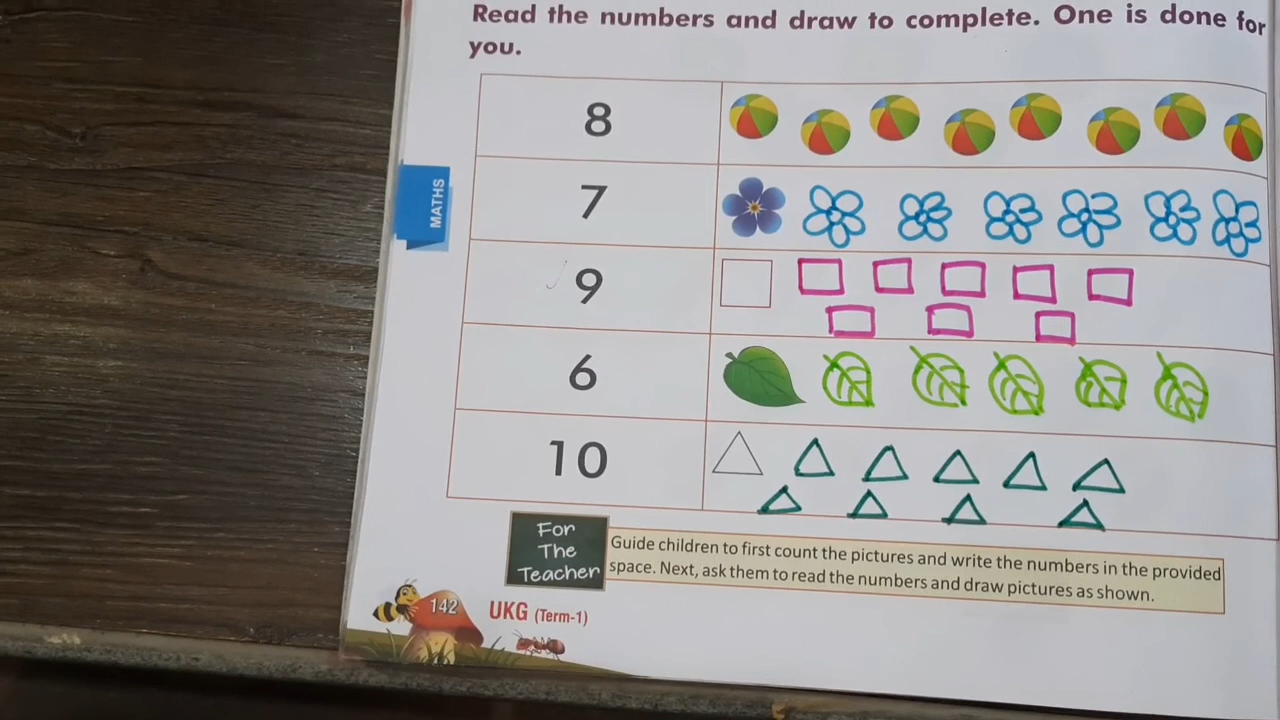 Read the numbers and draw to complete. One is done for
you.
8
7
MATHS
9
6
10
For
The
Teacher
Guide children to first count the pictures and write the numbers in the provided
space. Next, ask them to read the numbers and draw pictures as shown.
142
UKG (Term-1)